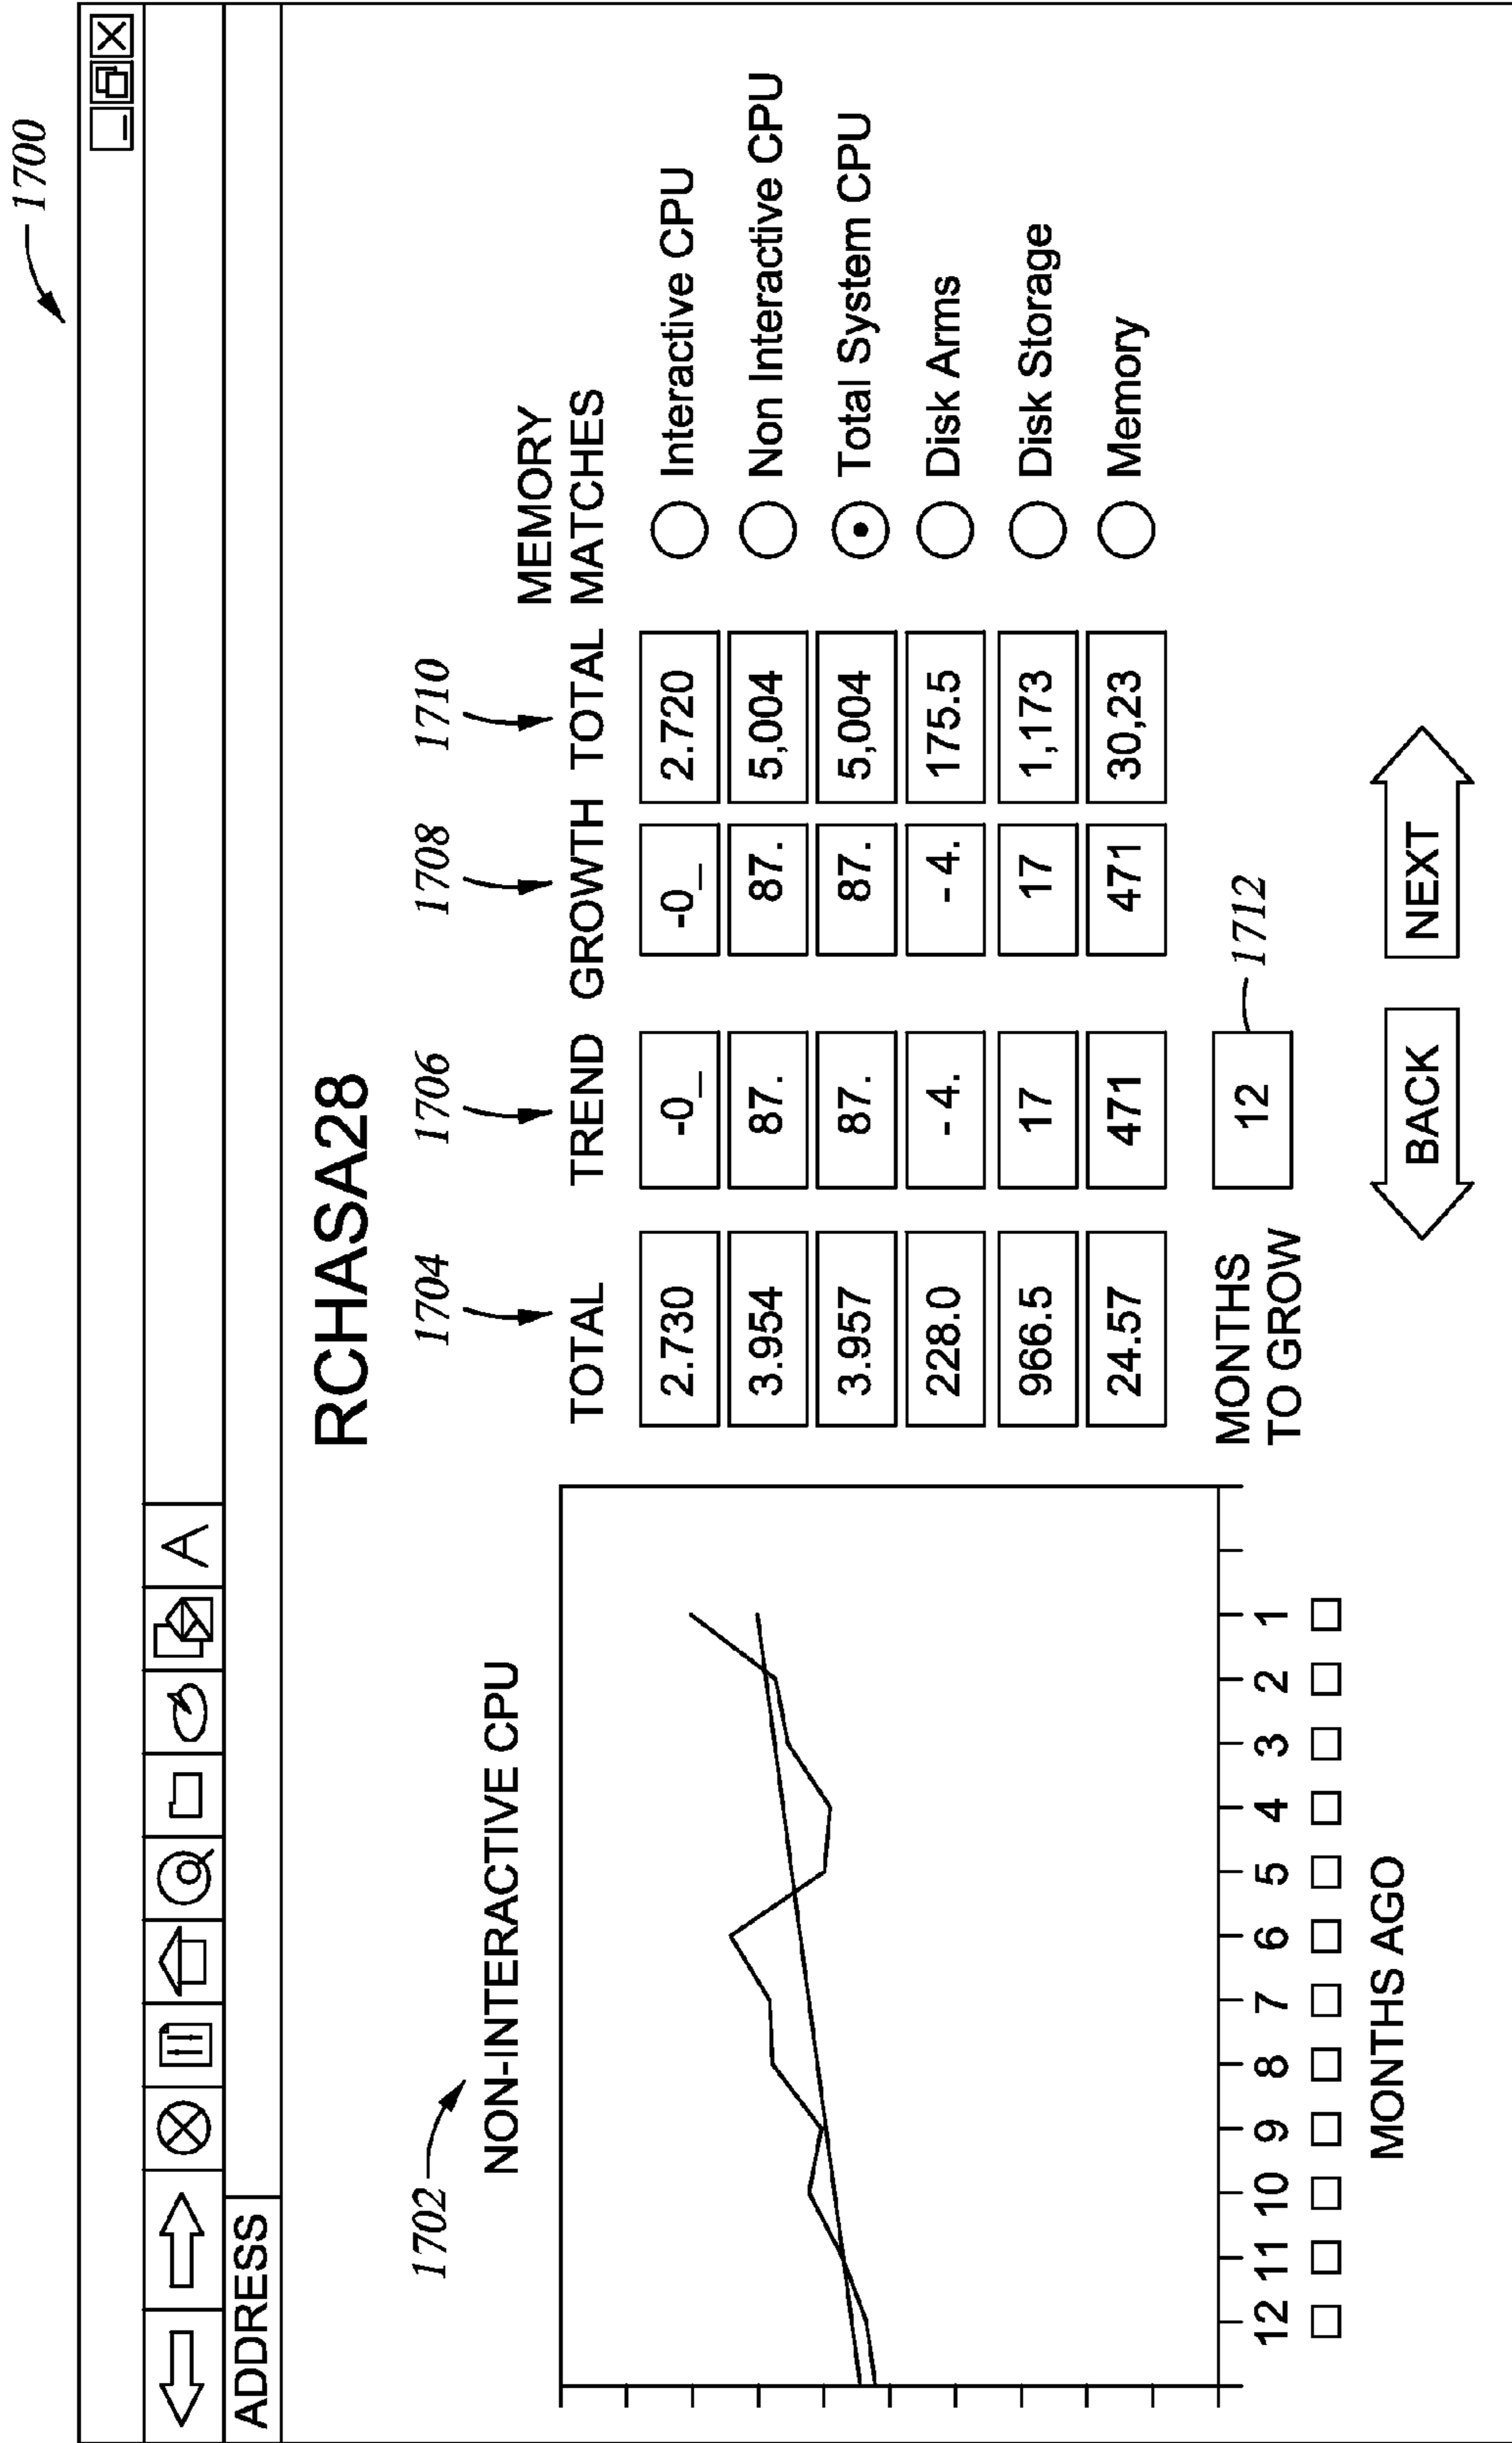 1700
A
ADDRESS
RCHASA28
1702
NON-INTERACTIVE CPU
12 11 10 9 8 7 6 5 4 3 2 1
MONTHS AGO
1704 1706 1708 1710
MEMORY
TOTAL TREND GROWTH TOTAL MATCHES
2.730 -0_ -0_ 2.720 Interactive CPU
3.954 87. 87. 5,004 Non Interactive CPU
3.957 87. 87. 5,004 Total System CPU
228.0 - 4. - 4. 175.5 Disk Arms
966.5 17 17 1,173 Disk Storage
24.57 471 471 30,23 Memory
MONTHS
TO GROW
12
1712
BACK NEXT